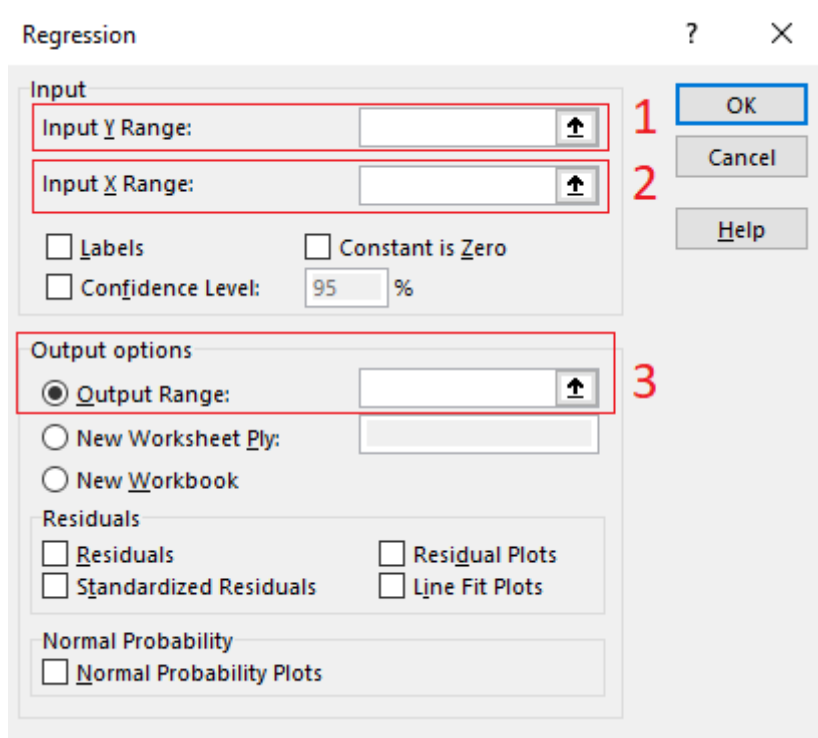 Regression ? ×
Input
Input Y Range:
1
OK
Input X Range:
2
Cancel
Help
Labels
Constant is Zero
Confidence Level: 95 %
Output options
Output Range:
3
New Worksheet Ply:
New Workbook
Residuals
Residuals
Residual Plots
Standardized Residuals
Line Fit Plots
Normal Probability
Normal Probability Plots